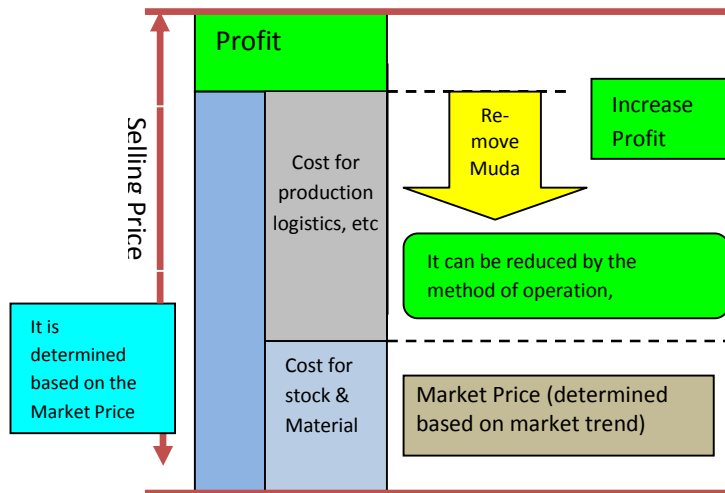 Profit
Selling Price
Re-
move
Muda
Increase
Profit
Cost for
production
logistics, etc
It can be reduced by the
method of operation,
It is
determined
based on the
Market Price
Cost for
stock &
Material
Market Price (determined
based on market trend)